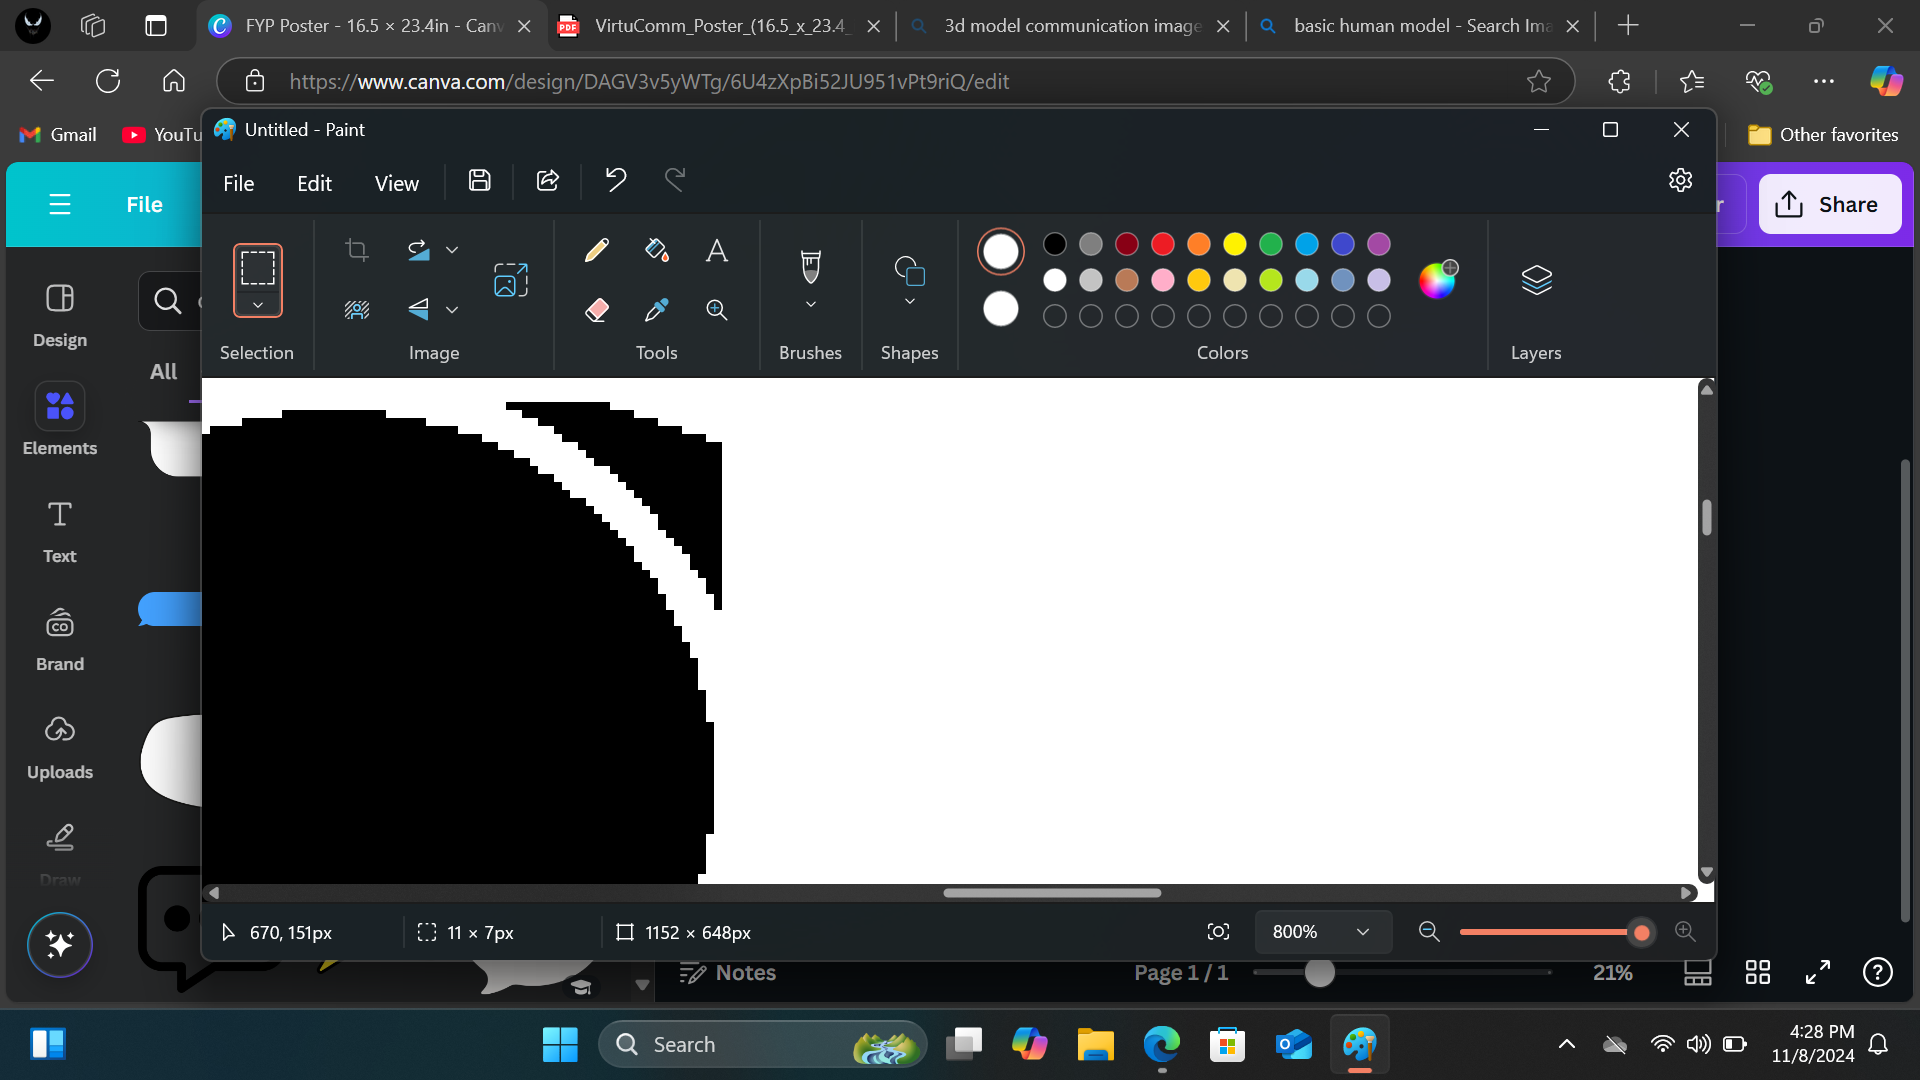 FYP Poster - 16.5 × 23.4in - Canv
VirtuComm_Poster_(16.5_x_23.4_
3d model communication image
basic human model - Search Ima
https://www.canva.com/design/DAGV3v5yWTg/6U4zXpBi52JU951vPt9riQ/edit
Gmail
YouTu
Other favorites
Untitled - Paint
File
Edit
View
File
r
Share
Selection
Image
Tools
Brushes
Shapes
Colors
Layers
Design
All
Elements
Text
CO
Brand
Uploads
Draw
670, 151px
11 × 7px
1152 × 648px
800%
Notes
Page 1 / 1
21%
Search
4:28 PM
11/8/2024